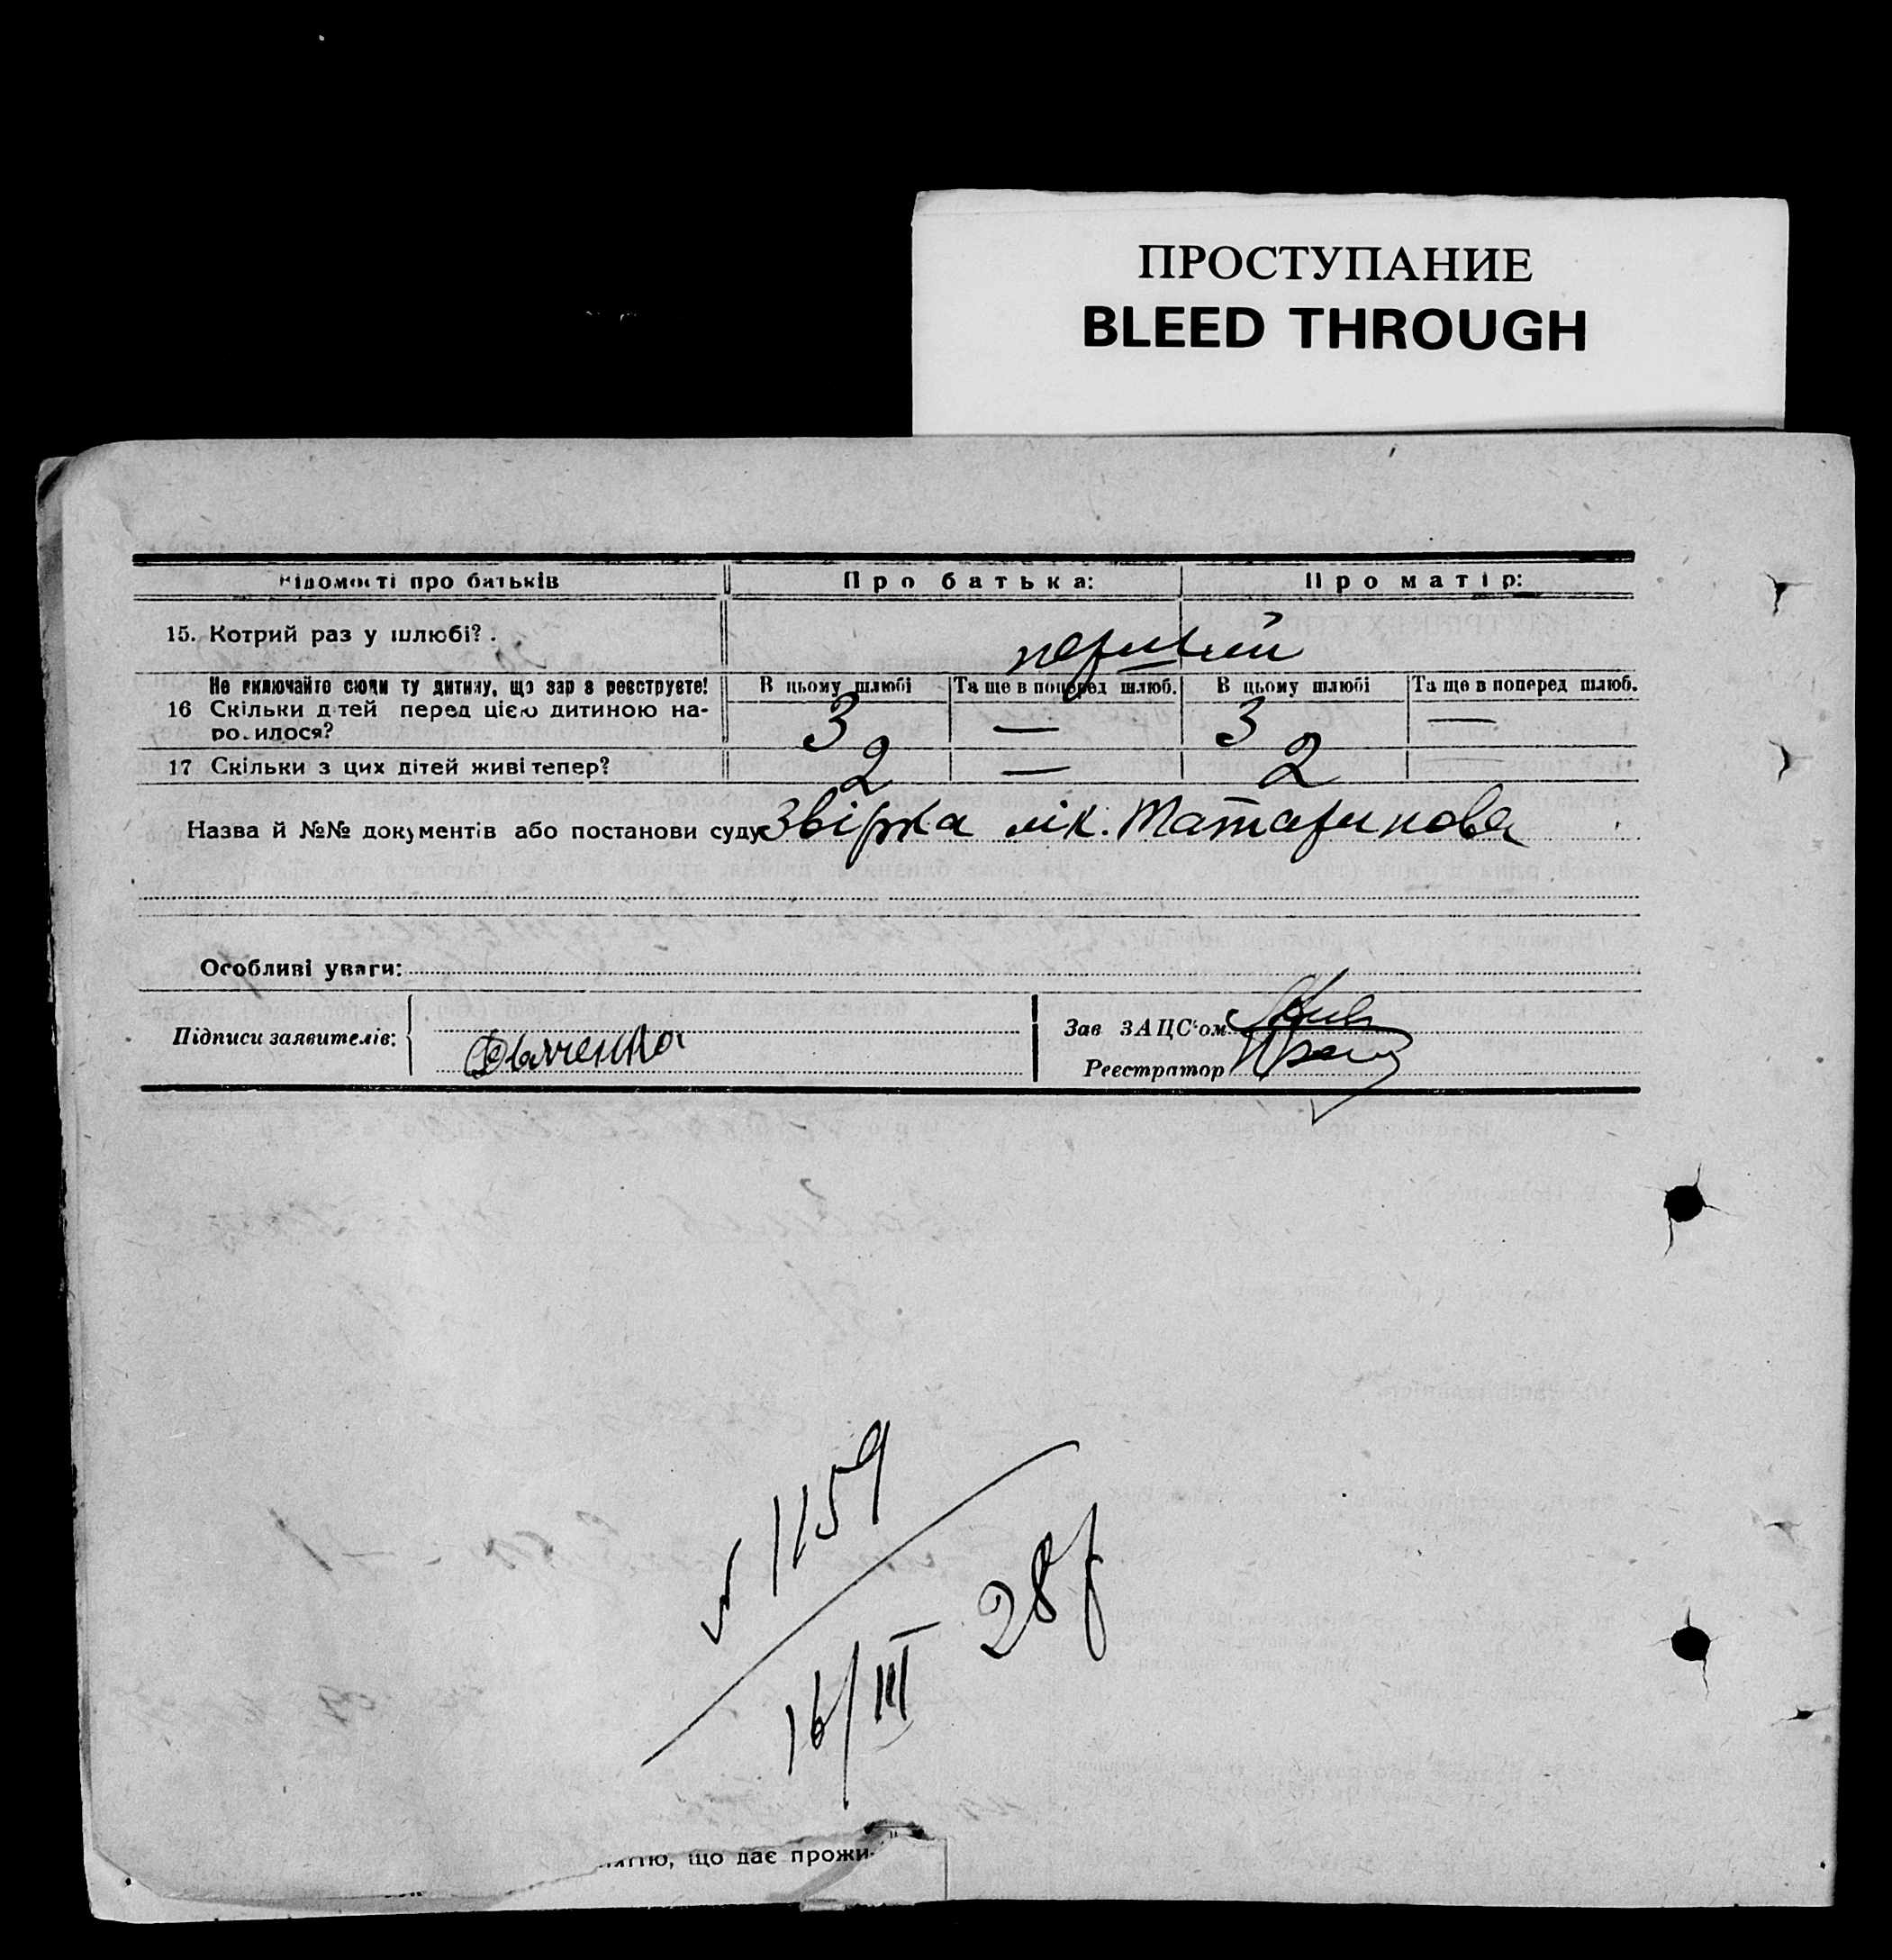 ПРОСТУПАНИЕ
BLEED THROUGH
Відомості про батьків Про батька: Про матір:
15. Котрий раз у шлюбі? . перший
Не включайте сюди ту дитину, що зараз реєструєте! В цьому шлюбі Та ще в поперед шлюб. В цьому шлюбі Та ще в поперед шлюб.
16 Скільки дітей перед цією дитиною на-
родилося? 3 — 3 —
17 Скільки з цих дітей живі тепер? 2 — 2 —
Назва й №№ документів або постанови суду Звірка лік. Татаринова
Особливі уваги:
Підписи заявителів: Зав ЗАЦС'ом
Реєстратор
№ 1159
16/III 28 р
що дає прожи-